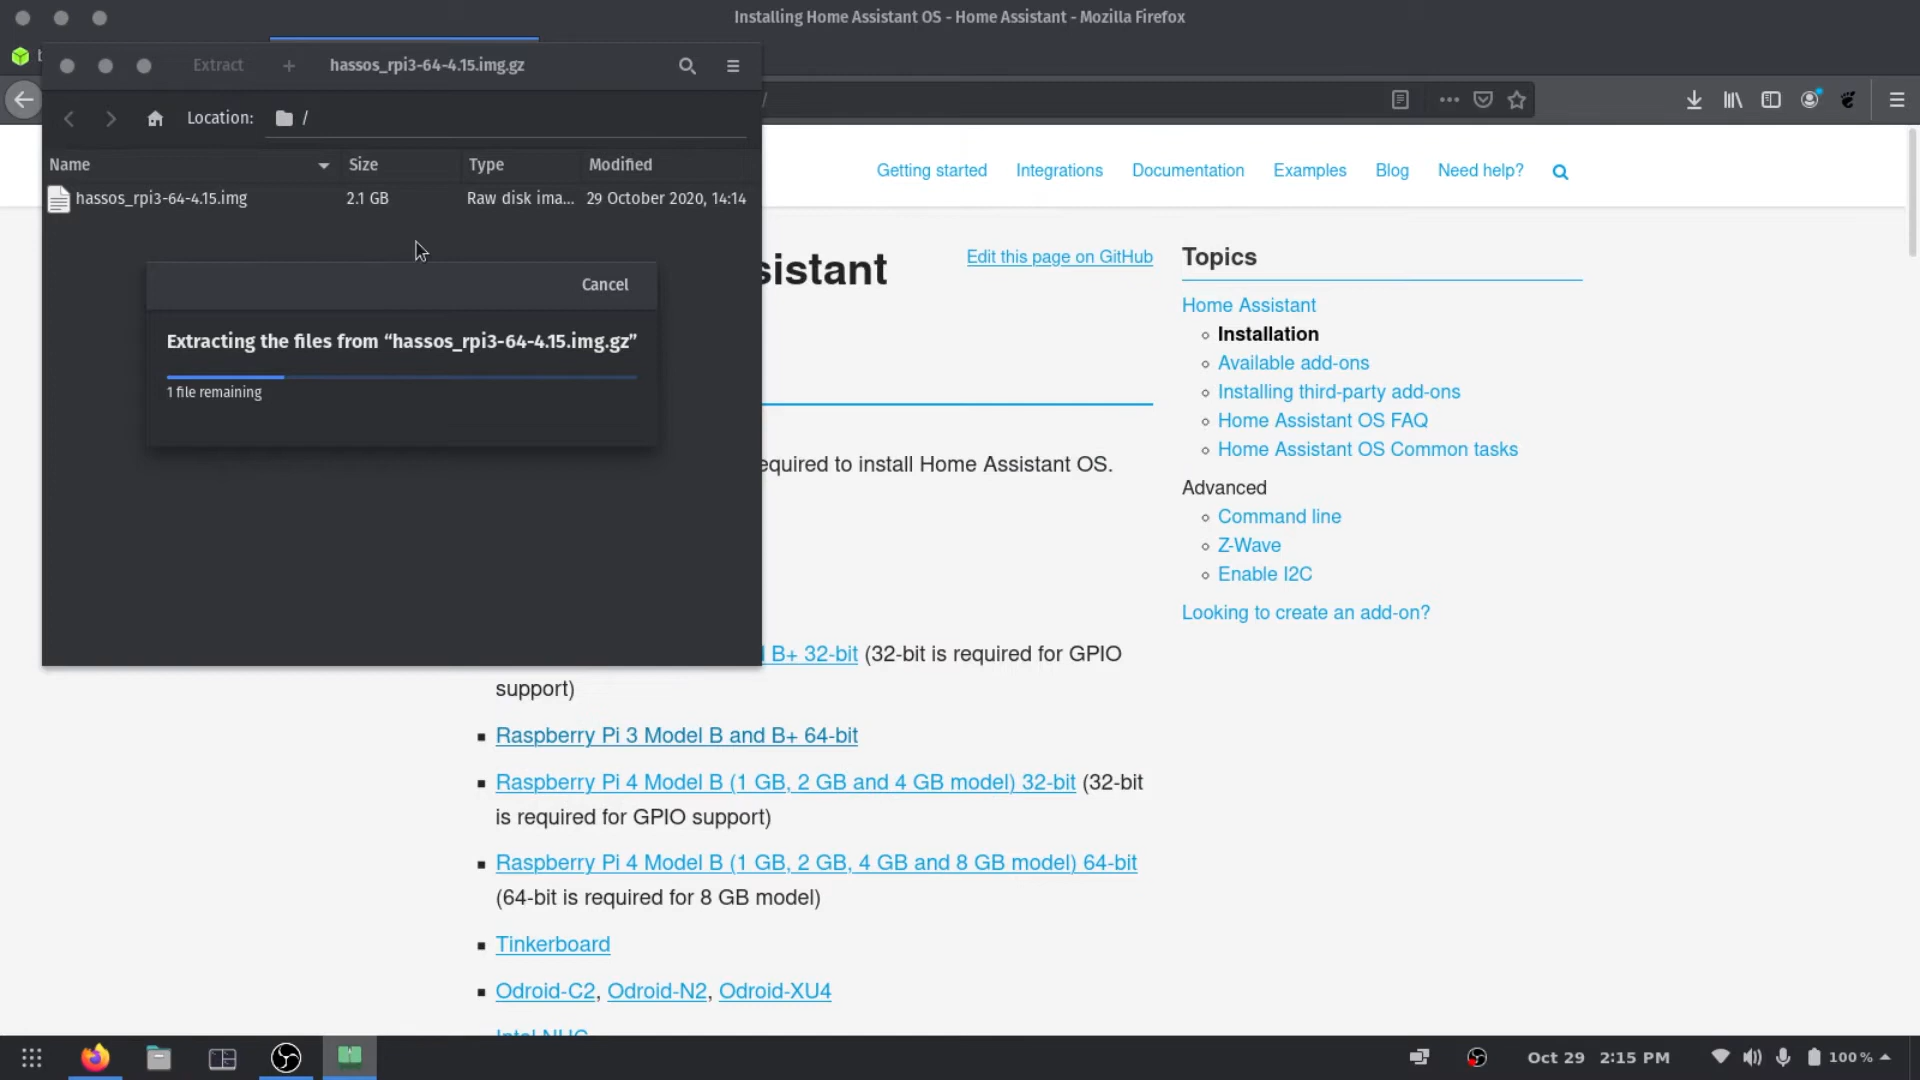 Installing Home Assistant OS - Home Assistant - Mozilla Firefox
Extract
+
hassos_rpi3-64-4.15.img.gz
Location:
/
/
Name
Size
Type
Modified
hassos_rpi3-64-4.15.img
2.1 GB
Raw disk ima...
29 October 2020, 14:14
Cancel
Extracting the files from “hassos_rpi3-64-4.15.img.gz”
1 file remaining
Getting started
Integrations
Documentation
Examples
Blog
Need help?
sistant
Edit this page on GitHub
equired to install Home Assistant OS.
B+ 32-bit (32-bit is required for GPIO
support)
Raspberry Pi 3 Model B and B+ 64-bit
Raspberry Pi 4 Model B (1 GB, 2 GB and 4 GB model) 32-bit (32-bit
is required for GPIO support)
Raspberry Pi 4 Model B (1 GB, 2 GB, 4 GB and 8 GB model) 64-bit
(64-bit is required for 8 GB model)
Tinkerboard
Odroid-C2, Odroid-N2, Odroid-XU4
Intel NUC
Topics
Home Assistant
Installation
Available add-ons
Installing third-party add-ons
Home Assistant OS FAQ
Home Assistant OS Common tasks
Advanced
Command line
Z-Wave
Enable I2C
Looking to create an add-on?
Oct 29 2:15 PM
100 %